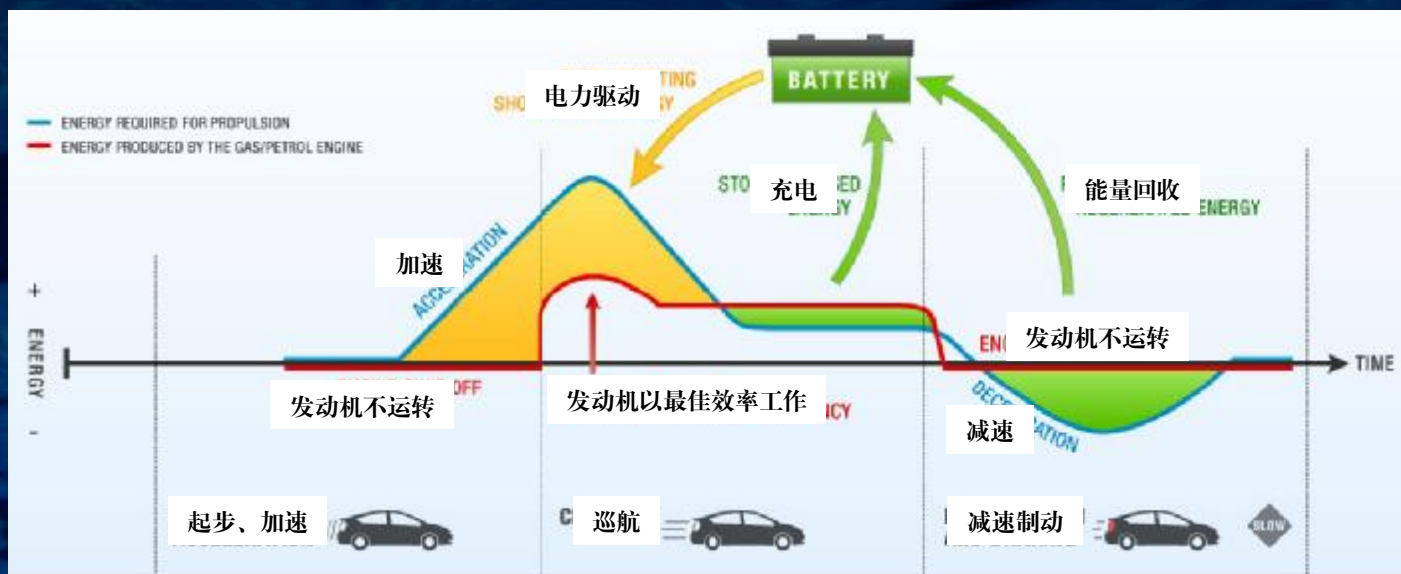 电力驱动
BATTERY
ENERGY REQUIRED FOR PROPULSION
ENERGY PRODUCED BY THE GAS/PETROL ENGINE
充电
能量回收
ENERGY
加速
+
ENERGY
-
发动机不运转
TIME
发动机不运转
OFF
发动机以最佳效率工作
减速
起步、加速
巡航
减速制动
SLOW